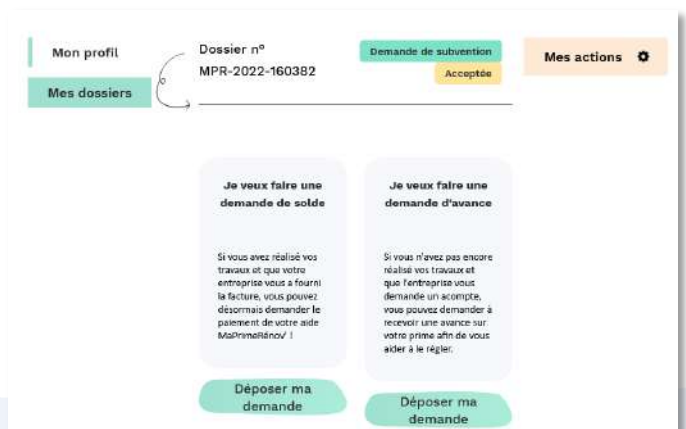 Mon profil
Mes dossiers
Dossier n°
MPR-2022-160382
Demande de subvention
Acceptée
Mes actions
Je veux faire une
demande de solde
Si vous avez réalisé vos
travaux et que votre
entreprise vous a fourni
la facture, vous pouvez
désormais demander le
paiement de votre aide
MaPrimeRénov' !
Déposer ma
demande
Je veux faire une
demande d'avance
Si vous n'avez pas encore
réalisé vos travaux et
que l'entreprise vous
demande un acompte,
vous pouvez demander à
recevoir une avance sur
votre prime afin de vous
aider à le régler.
Déposer ma
demande